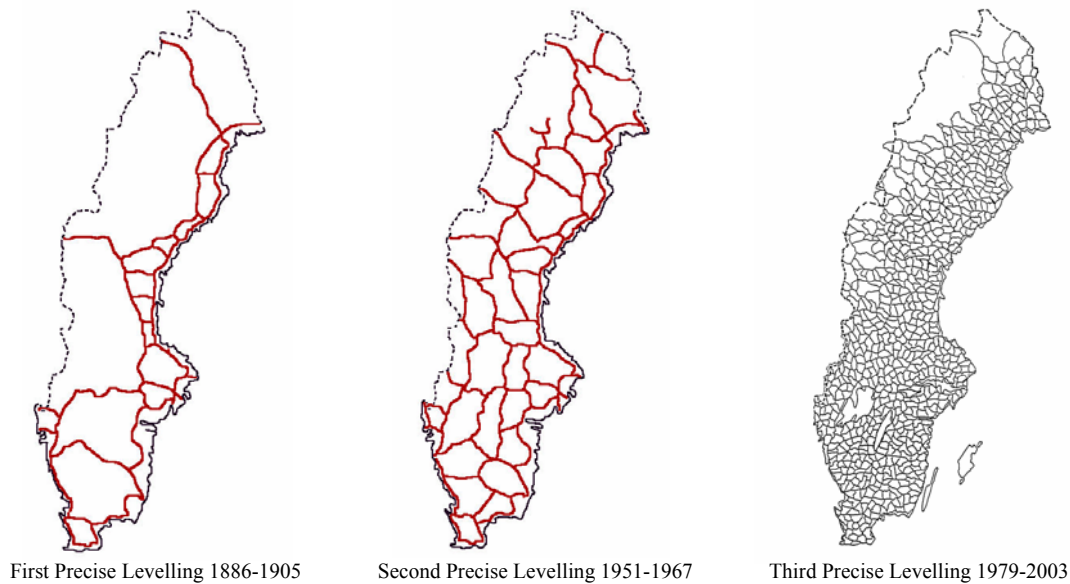 First Precise Levelling 1886-1905
Second Precise Levelling 1951-1967
Third Precise Levelling 1979-2003